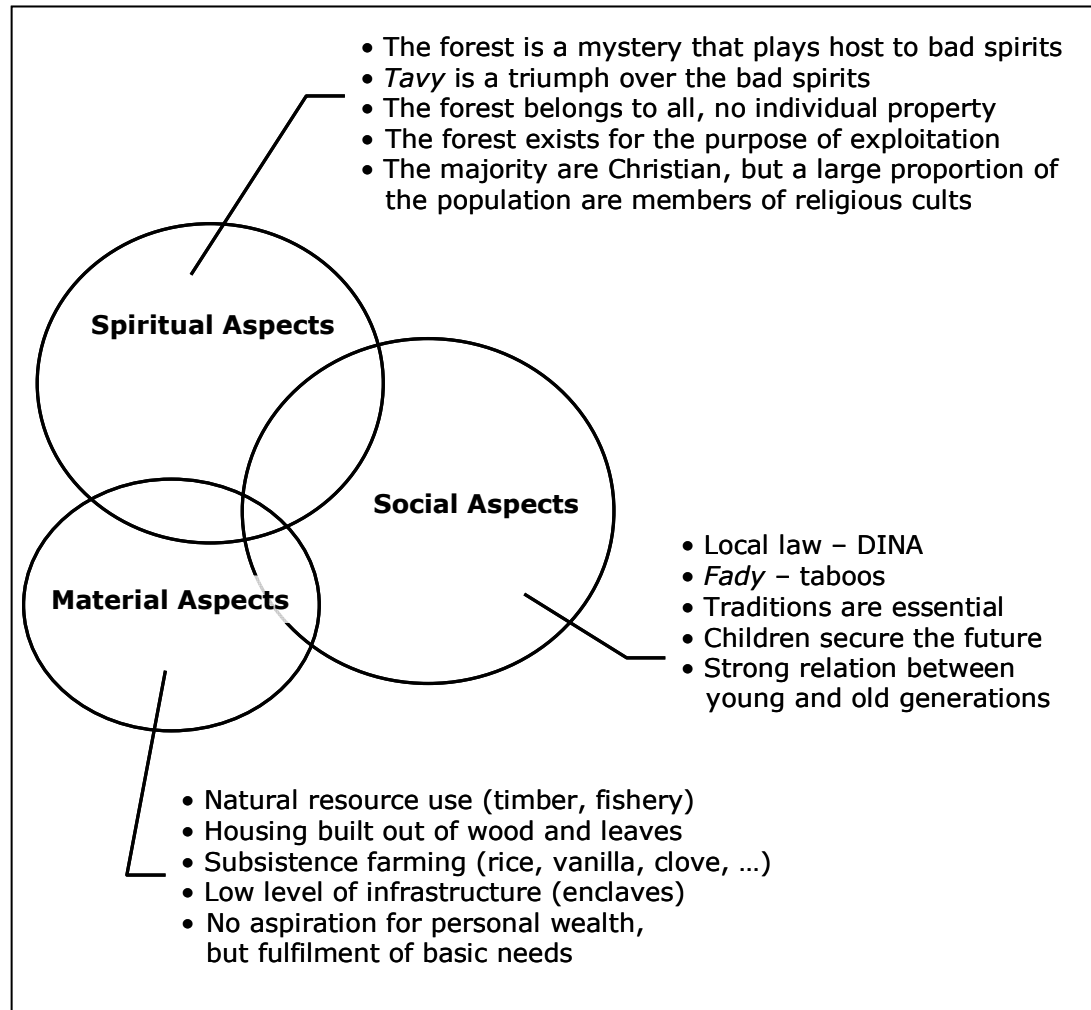 • The forest is a mystery that plays host to bad spirits
• Tavy is a triumph over the bad spirits
• The forest belongs to all, no individual property
• The forest exists for the purpose of exploitation
• The majority are Christian, but a large proportion of
the population are members of religious cults
Spiritual Aspects
Social Aspects
• Local law – DINA
• Fady – taboos
• Traditions are essential
• Children secure the future
• Strong relation between
young and old generations
Material Aspects
• Natural resource use (timber, fishery)
• Housing built out of wood and leaves
• Subsistence farming (rice, vanilla, clove, …)
• Low level of infrastructure (enclaves)
• No aspiration for personal wealth,
but fulfilment of basic needs